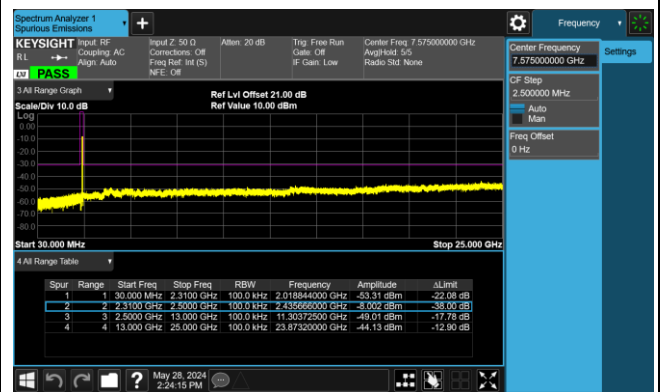 Spectrum Analyzer 1
Spurious Emissions
Frequency
KEYSIGHT
Input: RF
Coupling: AC
Align: Auto
Input Z: 50 Ω
Corrections: Off
Freq Ref: Int (S)
NFE: Off
Atten: 20 dB
Trig: Free Run
Gate: Off
IF Gain: Low
Center Freq: 7.575000000 GHz
Avg|Hold: 5/5
Radio Std: None
RL
LXI PASS
Center Frequency
7.575000000 GHz
Settings
CF Step
2.500000 MHz
Auto
Man
Freq Offset
0 Hz
3 All Range Graph
Scale/Div 10.0 dB
Ref Lvl Offset 21.00 dB
Ref Value 10.00 dBm
Log
0.00
-10.0
-20.0
-30.0
-40.0
-50.0
-60.0
-70.0
-80.0
Start 30.000 MHz Stop 25.000 GHz
4 All Range Table
Spur Range Start Freq Stop Freq RBW Frequency Amplitude ΔLimit
1 1 30.000 MHz 2.3100 GHz 100.0 kHz 2.018844000 GHz -53.31 dBm -22.08 dB
2 2 2.3100 GHz 2.5000 GHz 100.0 kHz 2.435666000 GHz -8.002 dBm -38.00 dB
3 3 2.5000 GHz 13.000 GHz 100.0 kHz 11.30372500 GHz -49.01 dBm -17.78 dB
4 4 13.000 GHz 25.000 GHz 100.0 kHz 23.87320000 GHz -44.13 dBm -12.90 dB
May 28, 2024
2:24:15 PM